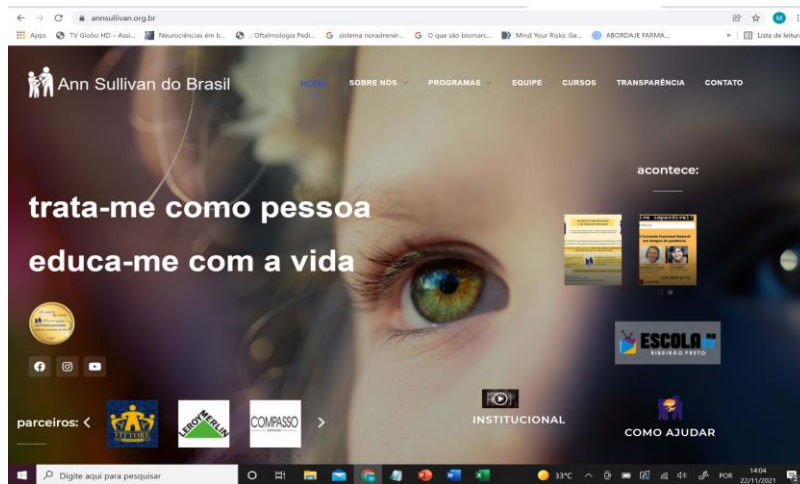 annsullivan.org.br
Apps TV Globo HD - Assi... Neurociências em b... .: Oftalmologia Pedi... sistema noradrenér... O que são biomarc... Mind Your Risks: Ge... ABORDAJE FARMA... » Lista de leitura
Ann Sullivan do Brasil
HOME SOBRE NÓS PROGRAMAS EQUIPE CURSOS TRANSPARÊNCIA CONTATO
acontece:
trata-me como pessoa
educa-me com a vida
ESCOLA
RIBEIRÃO PRETO
parceiros:
VITTORE
LEROY MERLIN
COMPASSO
INSTITUCIONAL
COMO AJUDAR
Digite aqui para pesquisar
33°C
POR
14:04
22/11/2021